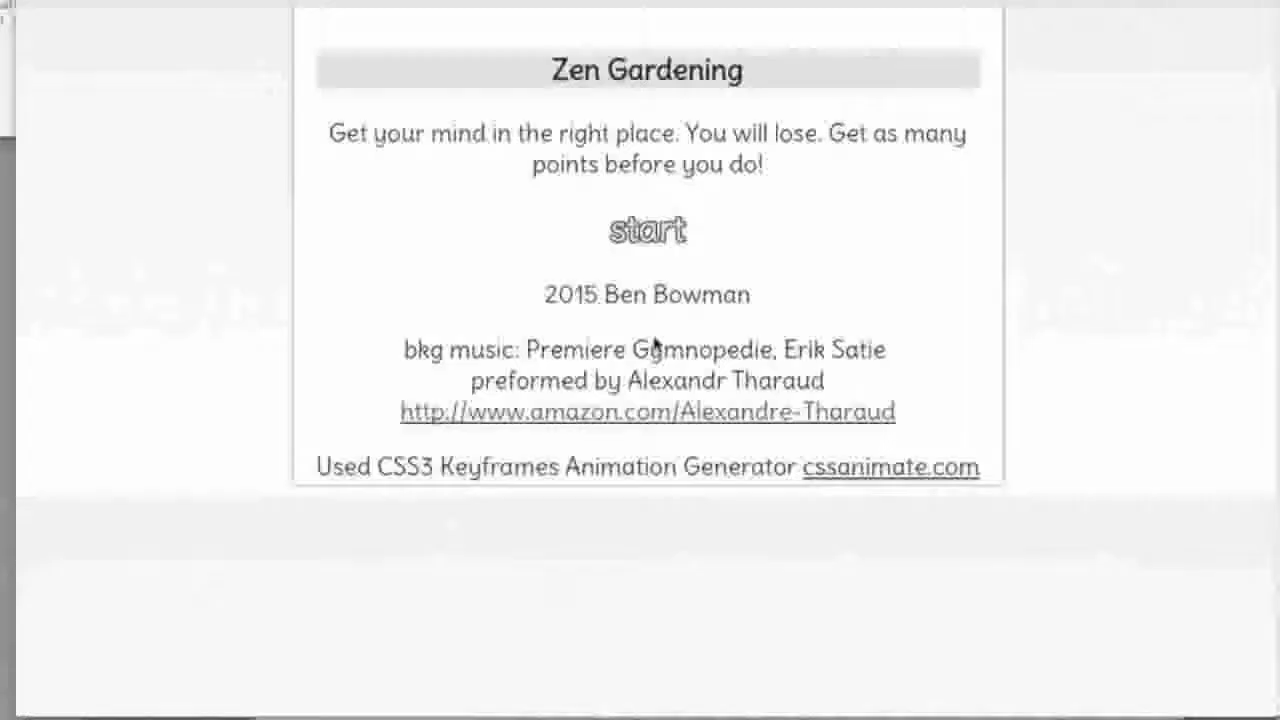 Zen Gardening
Get your mind in the right place. You will lose. Get as many
points before you do!
start
2015 Ben Bowman
bkg music: Premiere Gymnopedie, Erik Satie
preformed by Alexandr Tharaud
http://www.amazon.com/Alexandre-Tharaud
Used CSS3 Keyframes Animation Generator cssanimate.com